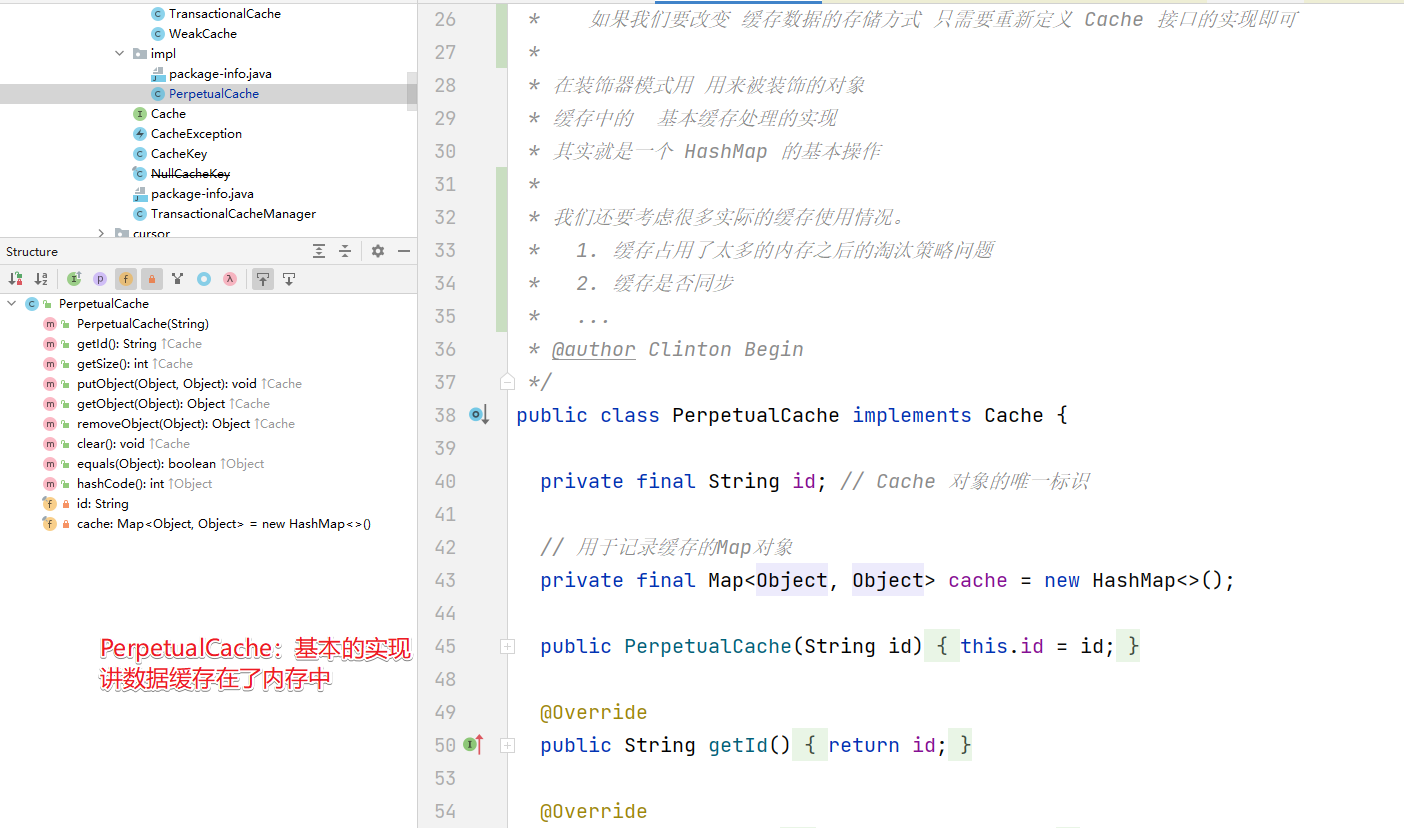 TransactionalCache
WeakCache
impl
package-info.java
PerpetualCache
Cache
CacheException
CacheKey
NullCacheKey
package-info.java
TransactionalCacheManager
cursor
Structure
PerpetualCache
PerpetualCache(String)
getId(): String ↑Cache
getSize(): int ↑Cache
putObject(Object, Object): void ↑Cache
getObject(Object): Object ↑Cache
removeObject(Object): Object ↑Cache
clear(): void ↑Cache
equals(Object): boolean ↑Object
hashCode(): int ↑Object
id: String
cache: Map<Object, Object> = new HashMap<>()
PerpetualCache：基本的实现
讲数据缓存在了内存中
26 * 如果我们要改变 缓存数据的存储方式 只需要重新定义 Cache 接口的实现即可
27 *
28 * 在装饰器模式用 用来被装饰的对象
29 * 缓存中的 基本缓存处理的实现
30 * 其实就是一个 HashMap 的基本操作
31 *
32 * 我们还要考虑很多实际的缓存使用情况。
33 * 1. 缓存占用了太多的内存之后的淘汰策略问题
34 * 2. 缓存是否同步
35 * ...
36 * @author Clinton Begin
37 */
38 public class PerpetualCache implements Cache {
39
40 private final String id; // Cache 对象的唯一标识
41
42 // 用于记录缓存的Map对象
43 private final Map<Object, Object> cache = new HashMap<>();
44
45 public PerpetualCache(String id) { this.id = id; }
48
49 @Override
50 public String getId() { return id; }
53
54 @Override